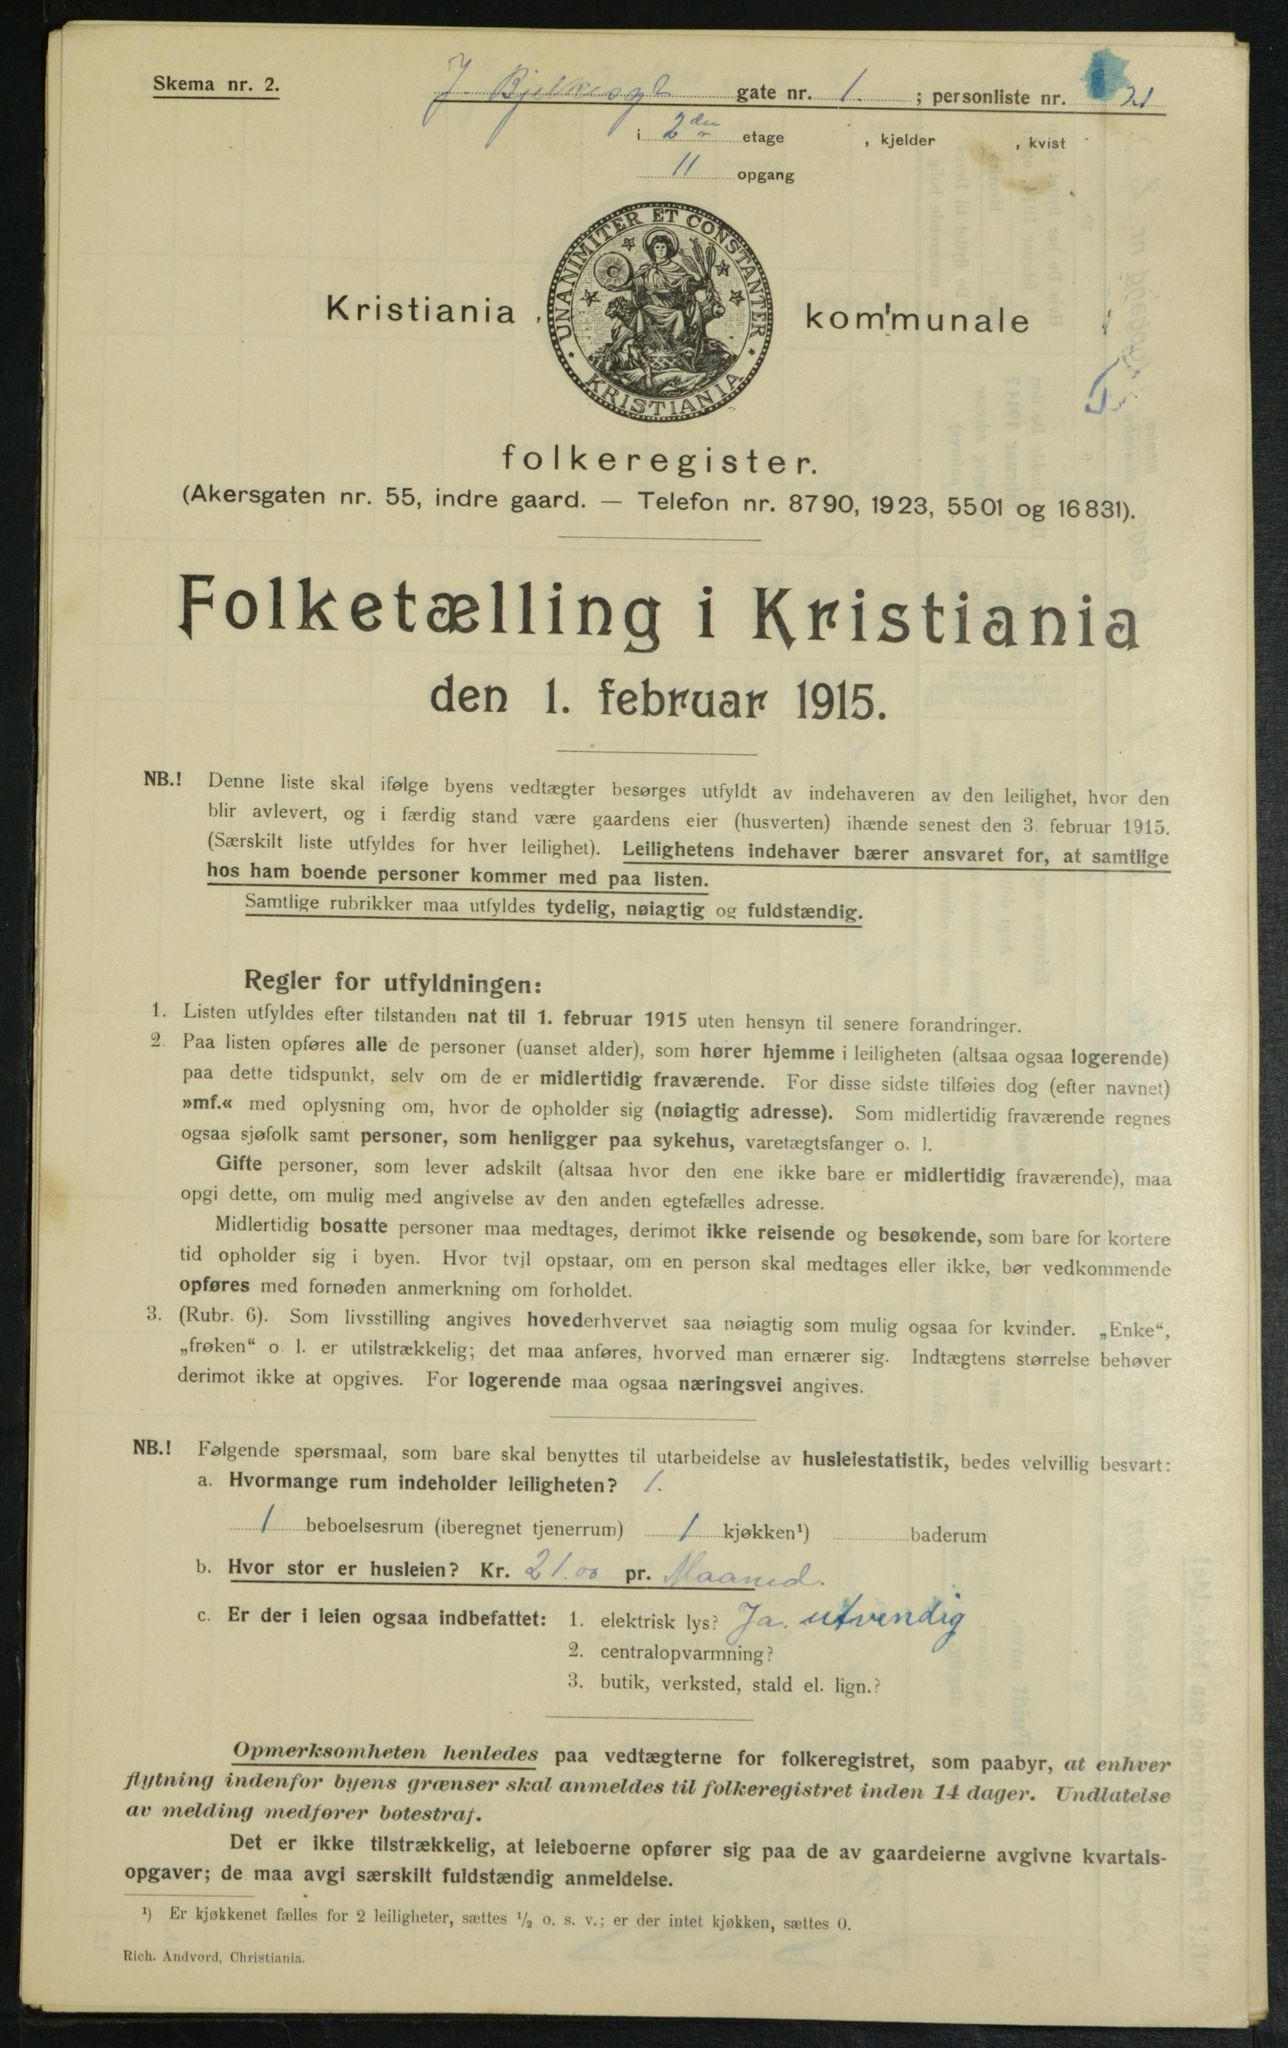 Skema nr. 2.
J. Bjelkesgt gate nr. 1. ; personliste nr. 21
i 2den etage , kjelder , kvist
11 opgang
UNANIMITER ET CONSTANTER
KRISTIANIA
Kristiania kommunale
folkeregister.
(Akersgaten nr. 55, indre gaard. — Telefon nr. 8790, 1923, 5501 og 16831).
Folketælling i Kristiania
den 1. februar 1915.
NB.! Denne liste skal ifølge byens vedtægter besørges utfyldt av indehaveren av den leilighet, hvor den
blir avlevert, og i færdig stand være gaardens eier (husverten) ihænde senest den 3. februar 1915.
(Særskilt liste utfyldes for hver leilighet). Leilighetens indehaver bærer ansvaret for, at samtlige
hos ham boende personer kommer med paa listen.
Samtlige rubrikker maa utfyldes tydelig, nøiagtig og fuldstændig.
Regler for utfyldningen:
1. Listen utfyldes efter tilstanden nat til 1. februar 1915 uten hensyn til senere forandringer.
2. Paa listen opføres alle de personer (uanset alder), som hører hjemme i leiligheten (altsaa ogsaa logerende)
paa dette tidspunkt, selv om de er midlertidig fraværende. For disse sidste tilføies dog (efter navnet)
»mf.« med oplysning om, hvor de opholder sig (nøiagtig adresse). Som midlertidig fraværende regnes
ogsaa sjøfolk samt personer, som henligger paa sykehus, varetægtsfanger o. l.
Gifte personer, som lever adskilt (altsaa hvor den ene ikke bare er midlertidig fraværende), maa
opgi dette, om mulig med angivelse av den anden egtefælles adresse.
Midlertidig bosatte personer maa medtages, derimot ikke reisende og besøkende, som bare for kortere
tid opholder sig i byen. Hvor tvil opstaar, om en person skal medtages eller ikke, bør vedkommende
opføres med fornøden anmerkning om forholdet.
3. (Rubr. 6). Som livsstilling angives hovederhvervet saa nøiagtig som mulig ogsaa for kvinder. „Enke“,
„frøken“ o. l. er utilstrækkelig; det maa anføres, hvorved man ernærer sig. Indtægtens størrelse behøver
derimot ikke at opgives. For logerende maa ogsaa næringsvei angives.
NB.! Følgende spørsmaal, som bare skal benyttes til utarbeidelse av husleiestatistik, bedes velvillig besvart:
a. Hvormange rum indeholder leiligheten? 1.
1 beboelsesrum (iberegnet tjenerrum) 1 kjøkken¹) baderum
b. Hvor stor er husleien? Kr. 21.00 pr. Maaned.
c. Er der i leien ogsaa indbefattet: 1. elektrisk lys? Ja. utvendig
2. centralopvarmning?
3. butik, verksted, stald el. lign.?
Opmerksomheten henledes paa vedtægterne for folkeregistret, som paabyr, at enhver
flytning indenfor byens grænser skal anmeldes til folkeregistret inden 14 dager. Undlatelse
av melding medfører bøtestraf.
Det er ikke tilstrækkelig, at leieboerne opfører sig paa de av gaardeierne avgivne kvartals-
opgaver; de maa avgi særskilt fuldstændig anmeldelse.
¹) Er kjøkkenet fælles for 2 leiligheter, sættes ½ o. s. v.; er der intet kjøkken, sættes 0.
Rich. Andvord, Christiania.